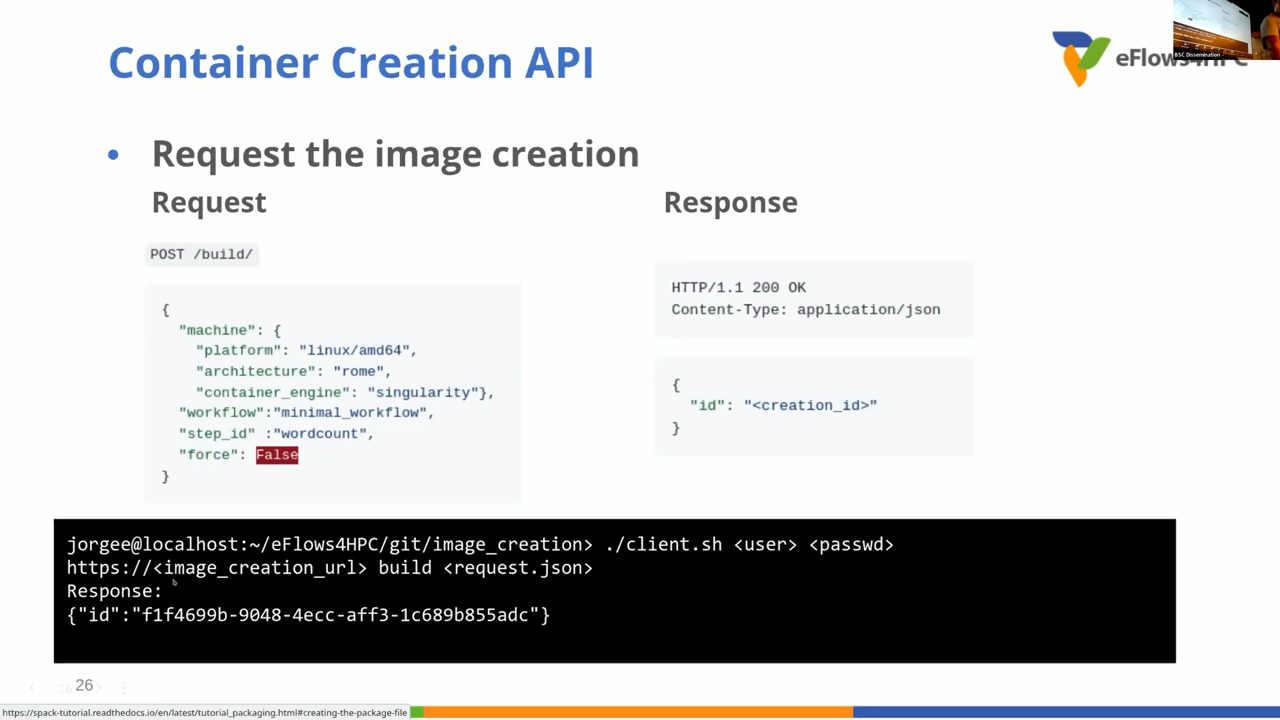 Container Creation API
eFlows4HPC
BSC Dissemination
• Request the image creation
Request
Response
POST /build/
{
"machine": {
"platform": "linux/amd64",
"architecture": "rome",
"container_engine": "singularity"},
"workflow":"minimal_workflow",
"step_id" :"wordcount",
"force": False
}
HTTP/1.1 200 OK
Content-Type: application/json
{
"id": "<creation_id>"
}
jorgee@localhost:~/eFlows4HPC/git/image_creation> ./client.sh <user> <passwd>
https://<image_creation_url> build <request.json>
Response:
{"id":"f1f4699b-9048-4ecc-aff3-1c689b855adc"}
26
https://spack-tutorial.readthedocs.io/en/latest/tutorial_packaging.html#creating-the-package-file